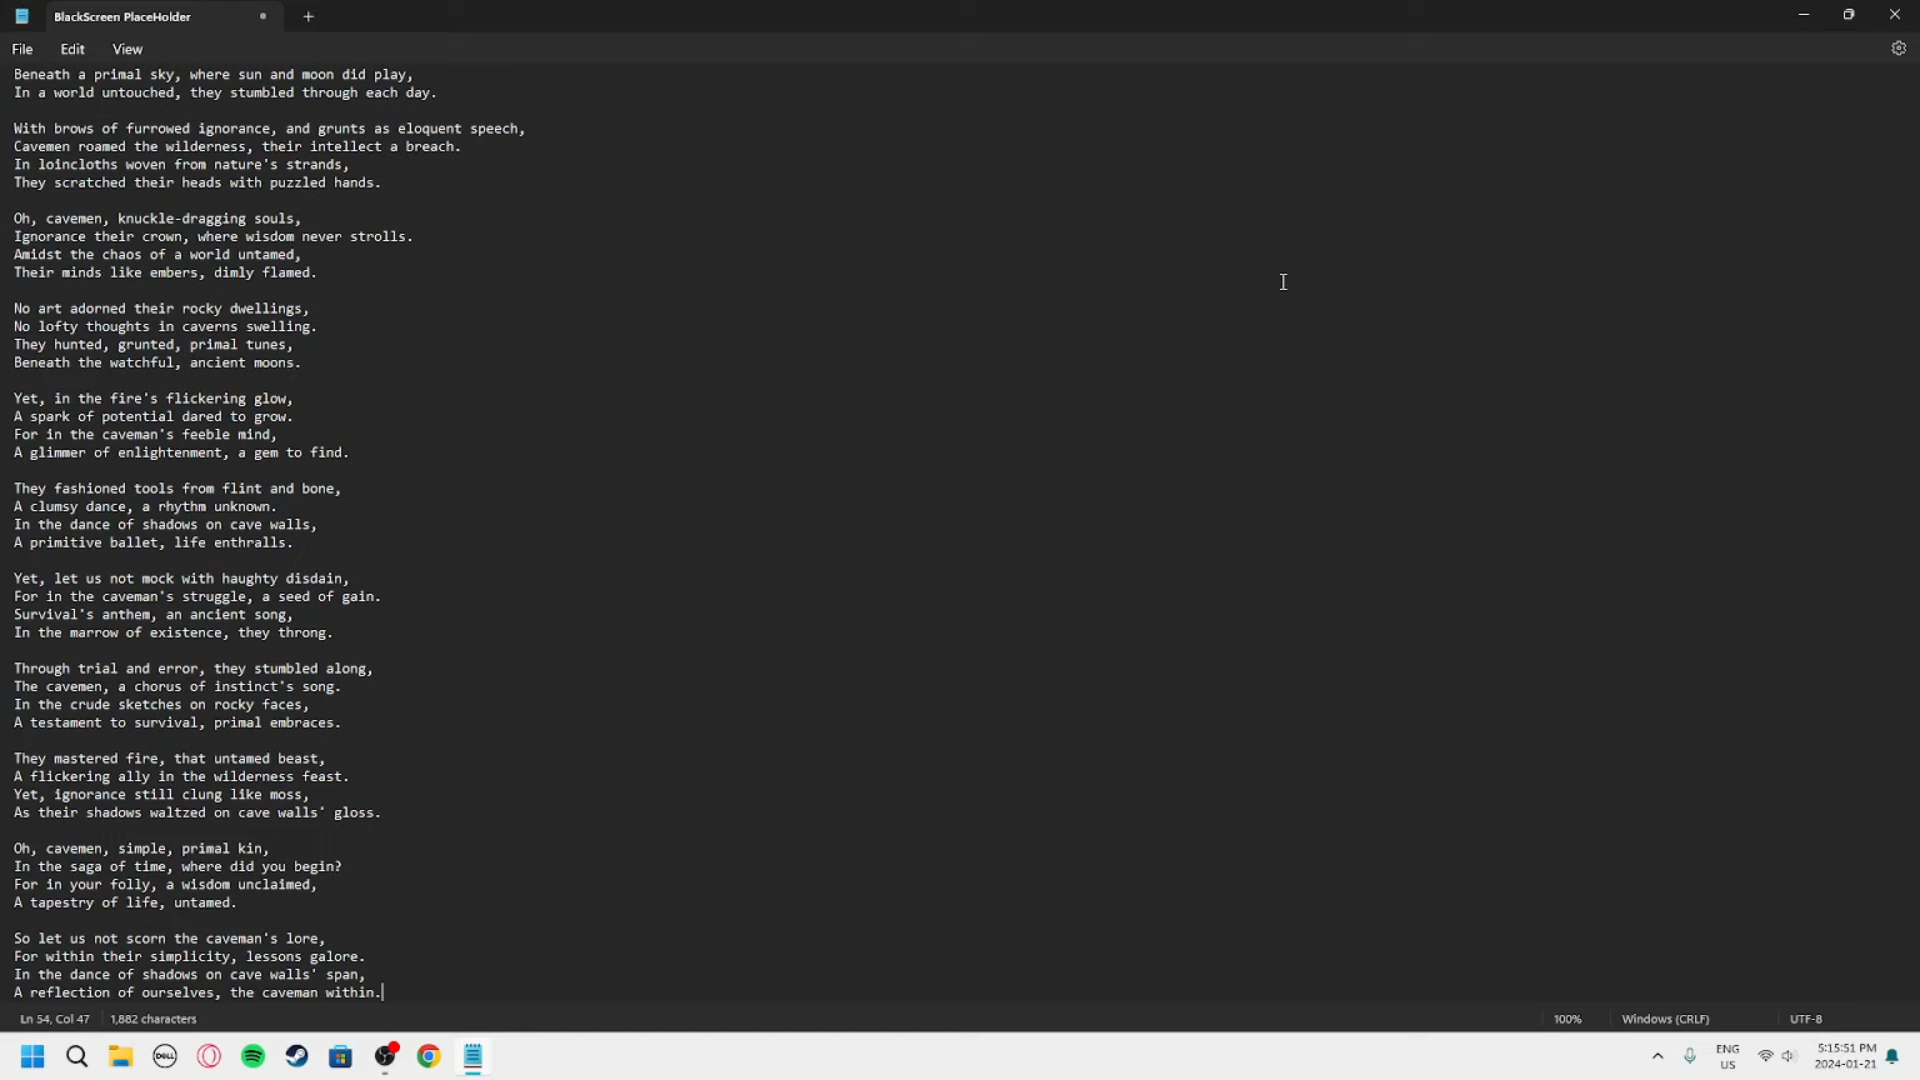 BlackScreen PlaceHolder
File Edit View
Beneath a primal sky, where sun and moon did play,
In a world untouched, they stumbled through each day.
With brows of furrowed ignorance, and grunts as eloquent speech,
Cavemen roamed the wilderness, their intellect a breach.
In loincloths woven from nature's strands,
They scratched their heads with puzzled hands.
Oh, cavemen, knuckle-dragging souls,
Ignorance their crown, where wisdom never strolls.
Amidst the chaos of a world untamed,
Their minds like embers, dimly flamed.
No art adorned their rocky dwellings,
No lofty thoughts in caverns swelling.
They hunted, grunted, primal tunes,
Beneath the watchful, ancient moons.
Yet, in the fire's flickering glow,
A spark of potential dared to grow.
For in the caveman's feeble mind,
A glimmer of enlightenment, a gem to find.
They fashioned tools from flint and bone,
A clumsy dance, a rhythm unknown.
In the dance of shadows on cave walls,
A primitive ballet, life enthralls.
Yet, let us not mock with haughty disdain,
For in the caveman's struggle, a seed of gain.
Survival's anthem, an ancient song,
In the marrow of existence, they throng.
Through trial and error, they stumbled along,
The cavemen, a chorus of instinct's song.
In the crude sketches on rocky faces,
A testament to survival, primal embraces.
They mastered fire, that untamed beast,
A flickering ally in the wilderness feast.
Yet, ignorance still clung like moss,
As their shadows waltzed on cave walls' gloss.
Oh, cavemen, simple, primal kin,
In the saga of time, where did you begin?
For in your folly, a wisdom unclaimed,
A tapestry of life, untamed.
So let us not scorn the caveman's lore,
For within their simplicity, lessons galore.
In the dance of shadows on cave walls' span,
A reflection of ourselves, the caveman within.
Ln 54, Col 47 1,882 characters 100% Windows (CRLF) UTF-8
DELL ENG 5:15:51 PM
US 2024-01-21